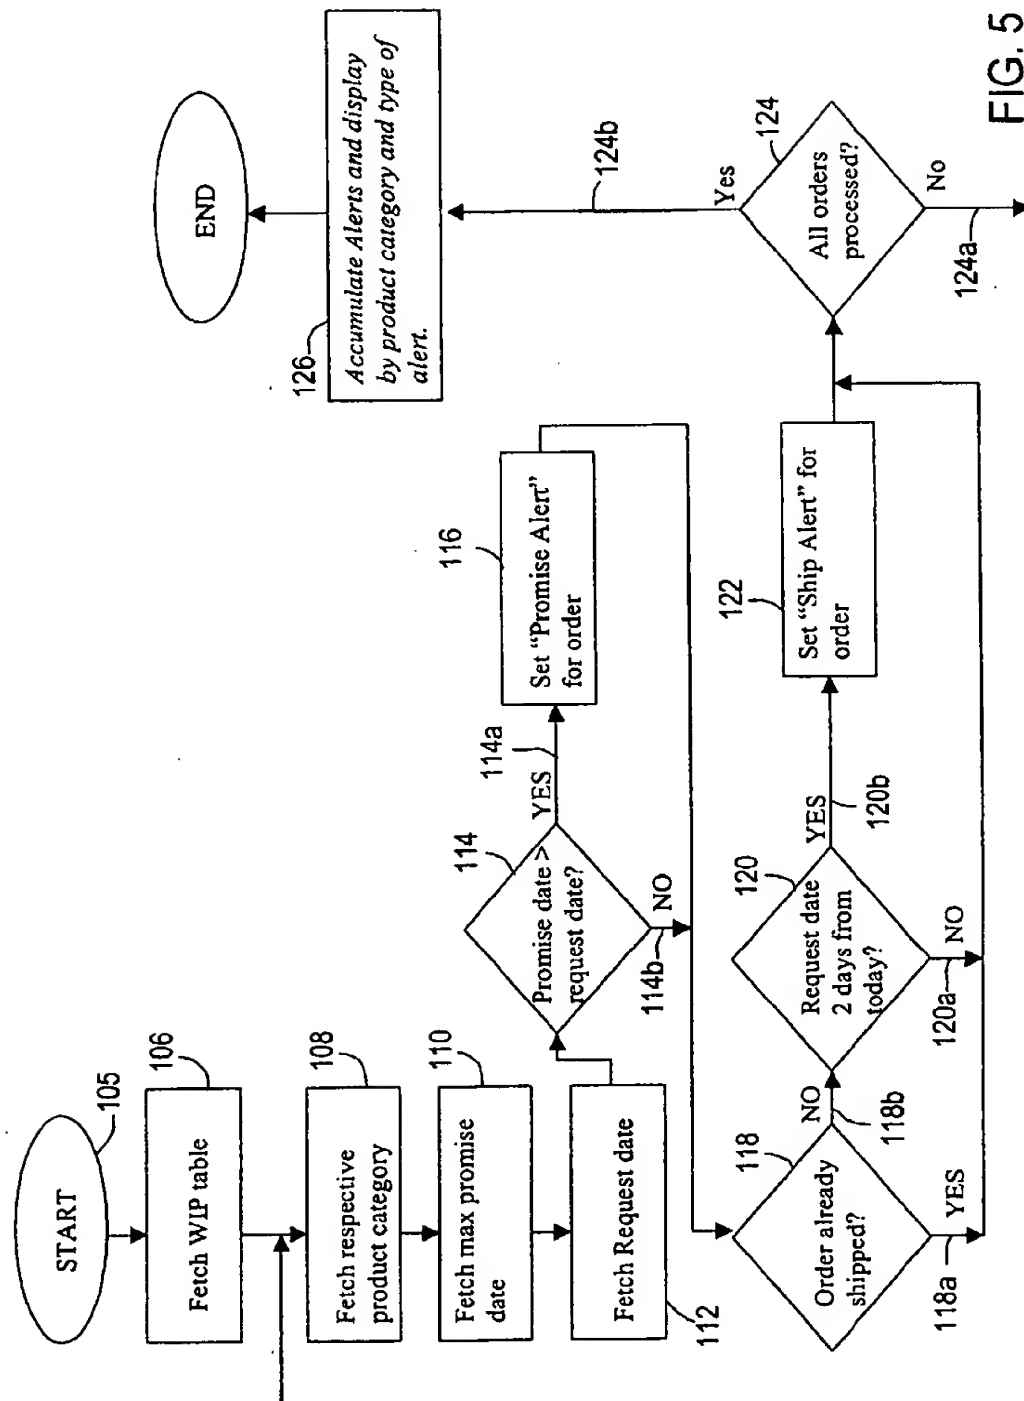 START
105
Fetch WIP table
106
Fetch respective
product category
108
Fetch max promise
date
110
Fetch Request date
112
Promise date >
request date?
114
YES
114a
NO
114b
Set "Promise Alert"
for order
116
Order already
shipped?
118
YES
118a
NO
118b
Request date
2 days from
today?
120
NO
120a
YES
120b
Set "Ship Alert" for
order
122
All orders
processed?
124
No
124a
Yes
124b
Accumulate Alerts and display
by product category and type of
alert.
126
END
FIG. 5